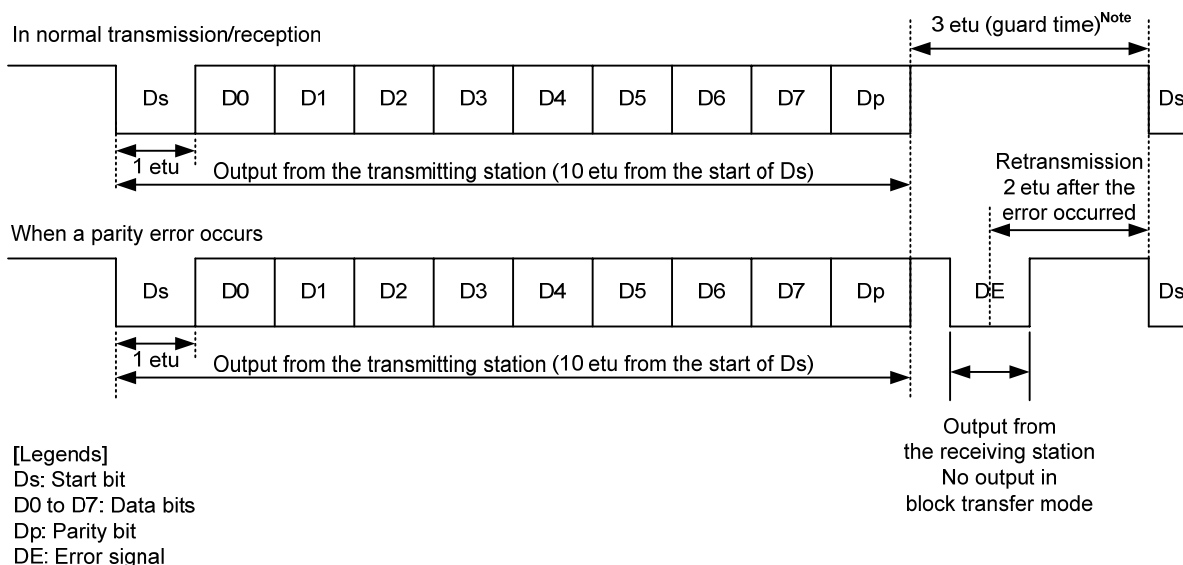 In normal transmission/reception
3 etu (guard time)Note
Ds D0 D1 D2 D3 D4 D5 D6 D7 Dp Ds
1 etu
Output from the transmitting station (10 etu from the start of Ds)
Retransmission
2 etu after the
error occurred
When a parity error occurs
Ds D0 D1 D2 D3 D4 D5 D6 D7 Dp DE Ds
1 etu
Output from the transmitting station (10 etu from the start of Ds)
Output from
the receiving station
No output in
block transfer mode
[Legends]
Ds: Start bit
D0 to D7: Data bits
Dp: Parity bit
DE: Error signal